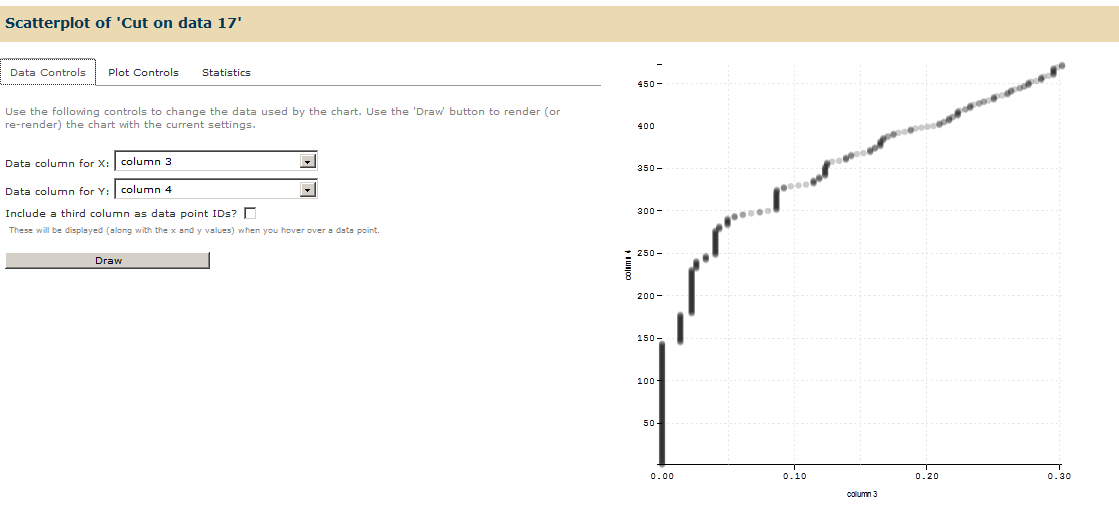 Scatterplot of 'Cut on data 17'
Data Controls Plot Controls Statistics
Use the following controls to change the data used by the chart. Use the 'Draw' button to render (or
re-render) the chart with the current settings.
Data column for X: column 3
Data column for Y: column 4
Include a third column as data point IDs?
These will be displayed (along with the x and y values) when you hover over a data point.
Draw
450
400
350
300
250
200
150
100
50
column 4
0.00 0.10 0.20 0.30
column 3